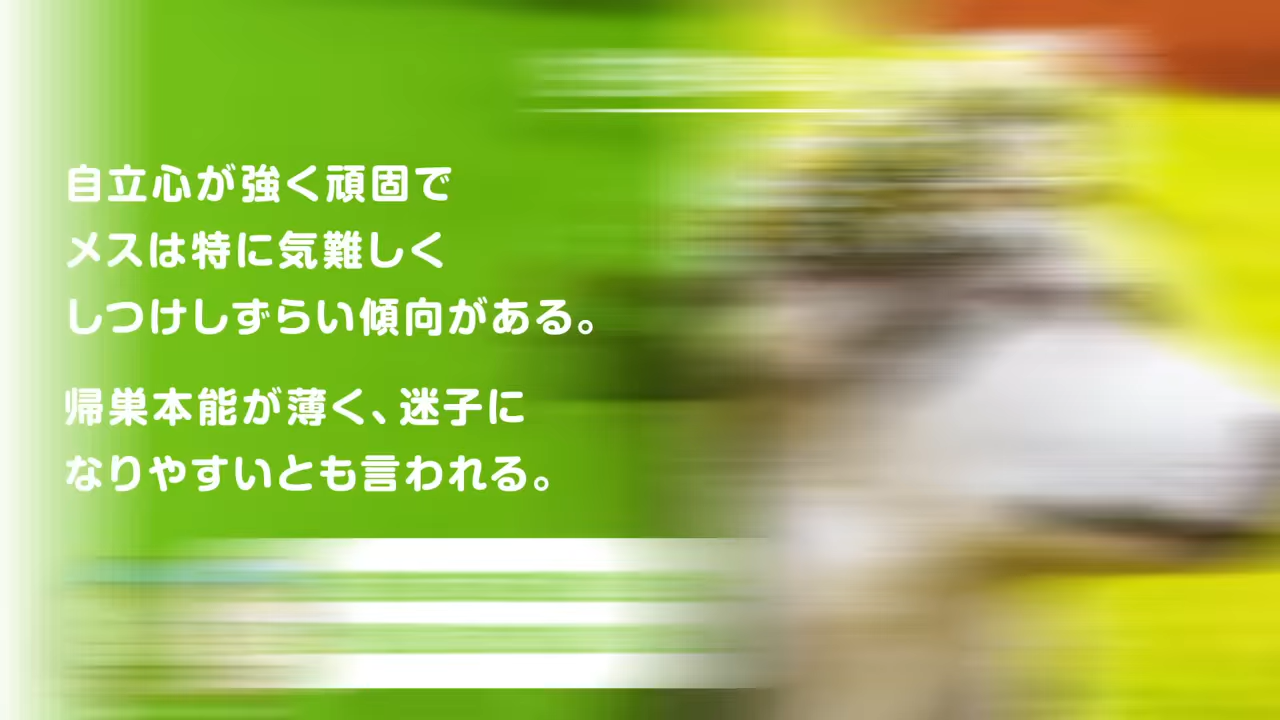 自立心が強く頑固で
メスは特に気難しく
しつけしずらい傾向がある。
帰巣本能が薄く、迷子に
なりやすいとも言われる。